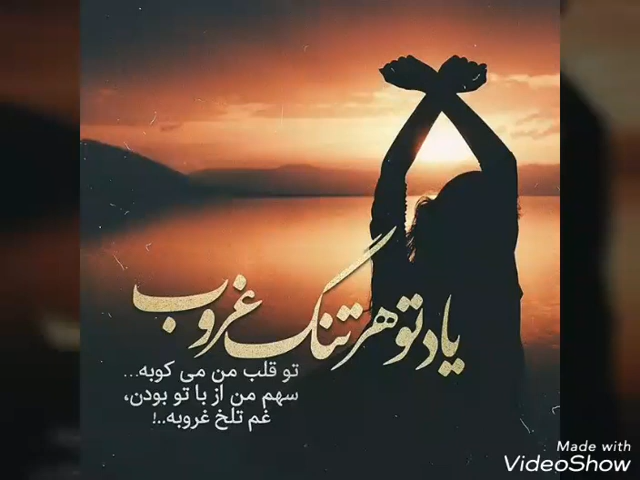 یاد تو هر تنگ غروب
تو قلب من می کوبه...
سهم من از با تو بودن،
غم تلخ غروبه..!
Made with
VideoShow